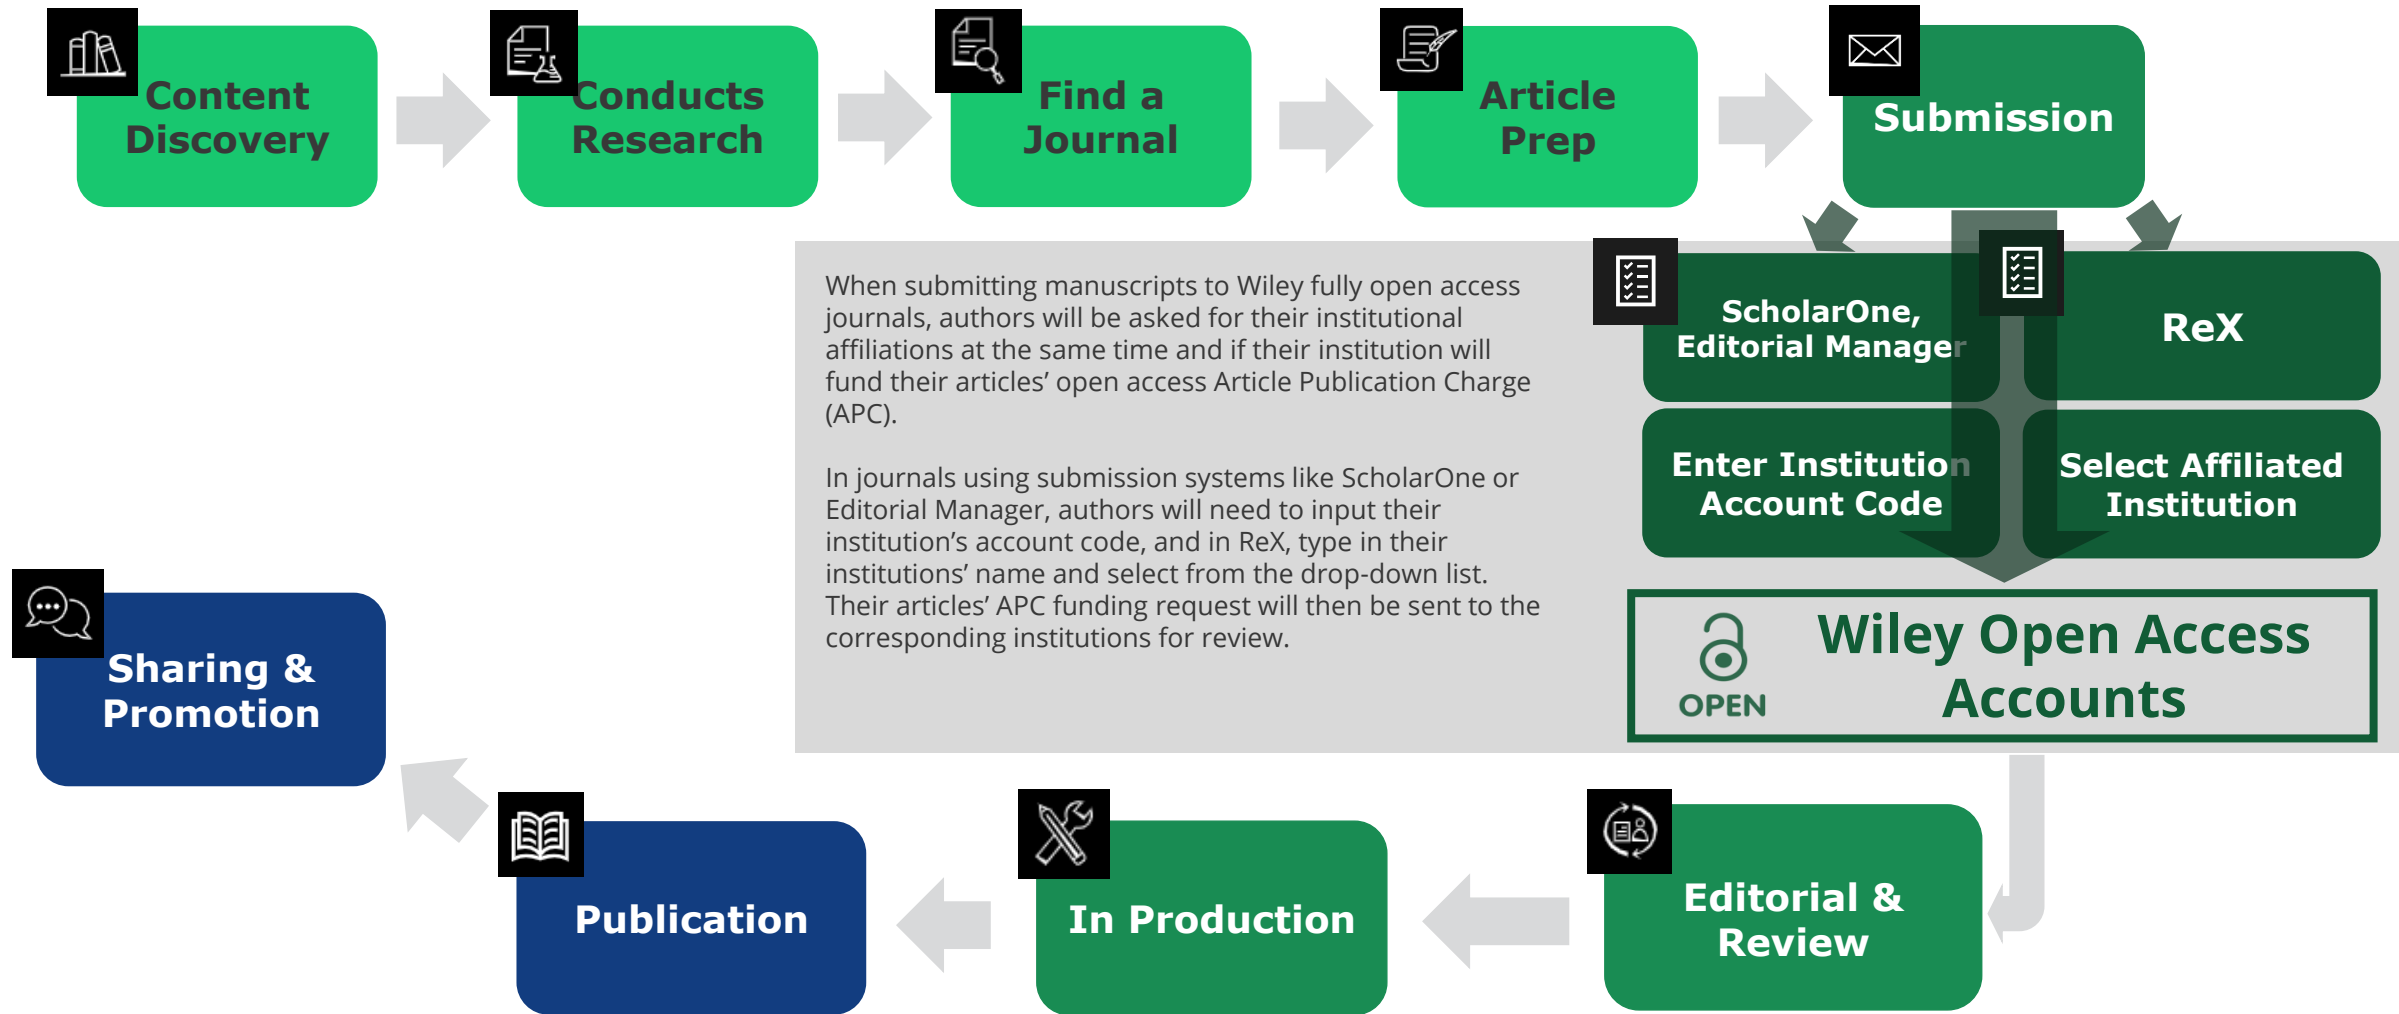 Content
Discovery
Conducts
Research
Find a
Journal
Article
Prep
Submission
When submitting manuscripts to Wiley fully open access
journals, authors will be asked for their institutional
affiliations at the same time and if their institution will
fund their articles’ open access Article Publication Charge
(APC).
In journals using submission systems like ScholarOne or
Editorial Manager, authors will need to input their
institution’s account code, and in ReX, type in their
institutions’ name and select from the drop-down list.
Their articles’ APC funding request will then be sent to the
corresponding institutions for review.
ScholarOne,
Editorial Manager
ReX
Enter Institution
Account Code
Select Affiliated
Institution
OPEN
Wiley Open Access
Accounts
Editorial &
Review
In Production
Publication
Sharing &
Promotion